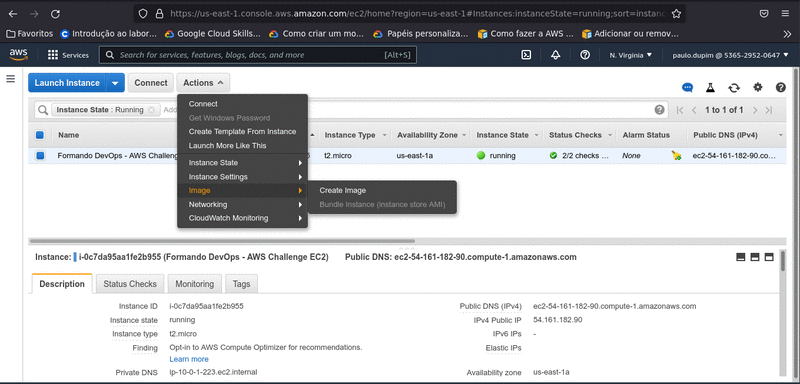 https://us-east-1.console.aws.amazon.com/ec2/home?region=us-east-1#Instances:instanceState=running;sort=instanc
Favoritos Introdução ao labor... Google Cloud Skills... Como criar um mo... Papéis personaliza... Como fazer a AWS ... Adicionar ou remov...
aws Services Search for services, features, blogs, docs, and more [Alt+S] N. Virginia paulo.dupim @ 5365-2952-0647
Launch Instance Connect Actions
Instance State : Running Add 1 to 1 of 1
Name Instance Type Availability Zone Instance State Status Checks Alarm Status Public DNS (IPv4)
Formando DevOps - AWS Challeng t2.micro us-east-1a running 2/2 checks ... None ec2-54-161-182-90.co...
Connect
Get Windows Password
Create Template From Instance
Launch More Like This
Instance State
Instance Settings
Image
Networking
CloudWatch Monitoring
Create Image
Bundle Instance (instance store AMI)
Instance: i-0c7da95aa1fe2b955 (Formando DevOps - AWS Challenge EC2) Public DNS: ec2-54-161-182-90.compute-1.amazonaws.com
Description Status Checks Monitoring Tags
Instance ID i-0c7da95aa1fe2b955 Public DNS (IPv4) ec2-54-161-182-90.compute-1.amazonaws.com
Instance state running IPv4 Public IP 54.161.182.90
Instance type t2.micro IPv6 IPs -
Finding Opt-in to AWS Compute Optimizer for recommendations. Elastic IPs
Learn more
Private DNS ip-10-0-1-223.ec2.internal Availability zone us-east-1a